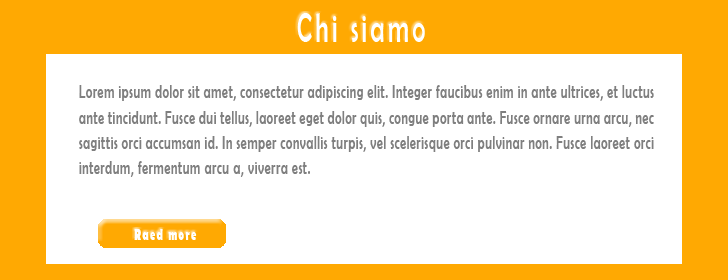 Chi siamo
Lorem ipsum dolor sit amet, consectetur adipiscing elit. Integer faucibus enim in ante ultrices, et luctus
ante tincidunt. Fusce dui tellus, laoreet eget dolor quis, congue porta ante. Fusce ornare urna arcu, nec
sagittis orci accumsan id. In semper convallis turpis, vel scelerisque orci pulvinar non. Fusce laoreet orci
interdum, fermentum arcu a, viverra est.
Raed more